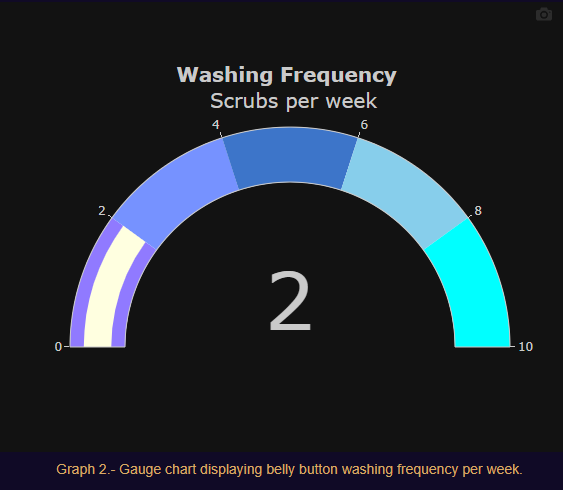 Washing Frequency
Scrubs per week
4
6
2
8
2
0
10
Graph 2.- Gauge chart displaying belly button washing frequency per week.